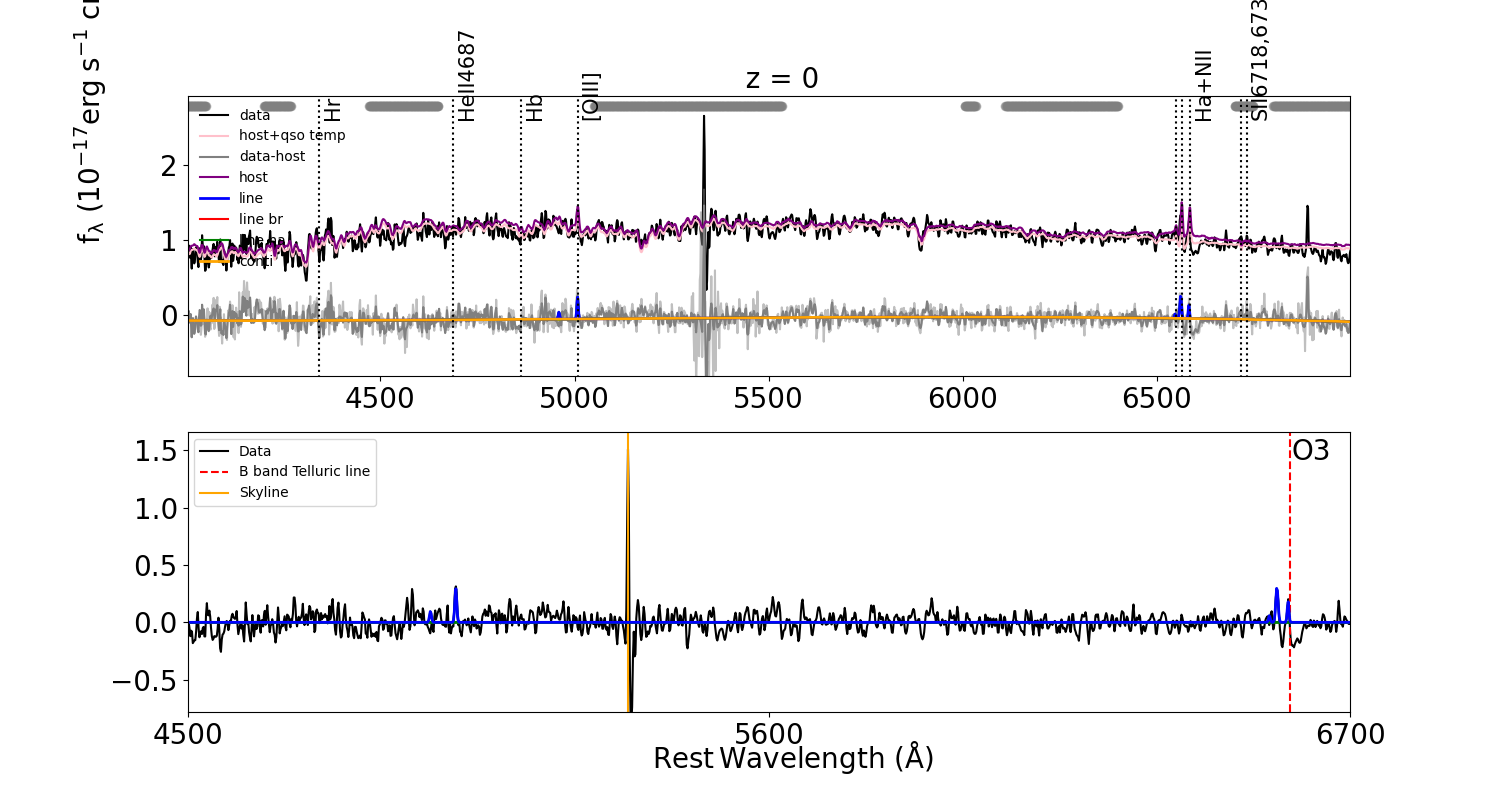 z = 0
f_λ (10^−17 erg s^−1 c
Hr
HeII4687
Hb
[OIII]
Ha+NII
SII6718,673
data
host+qso temp
data-host
host
line
line br
conti
2
1
0
4500 5000 5500 6000 6500
Data
B band Telluric line
Skyline
O3
1.5
1.0
0.5
0.0
−0.5
4500 5600 6700
Rest Wavelength (Å)